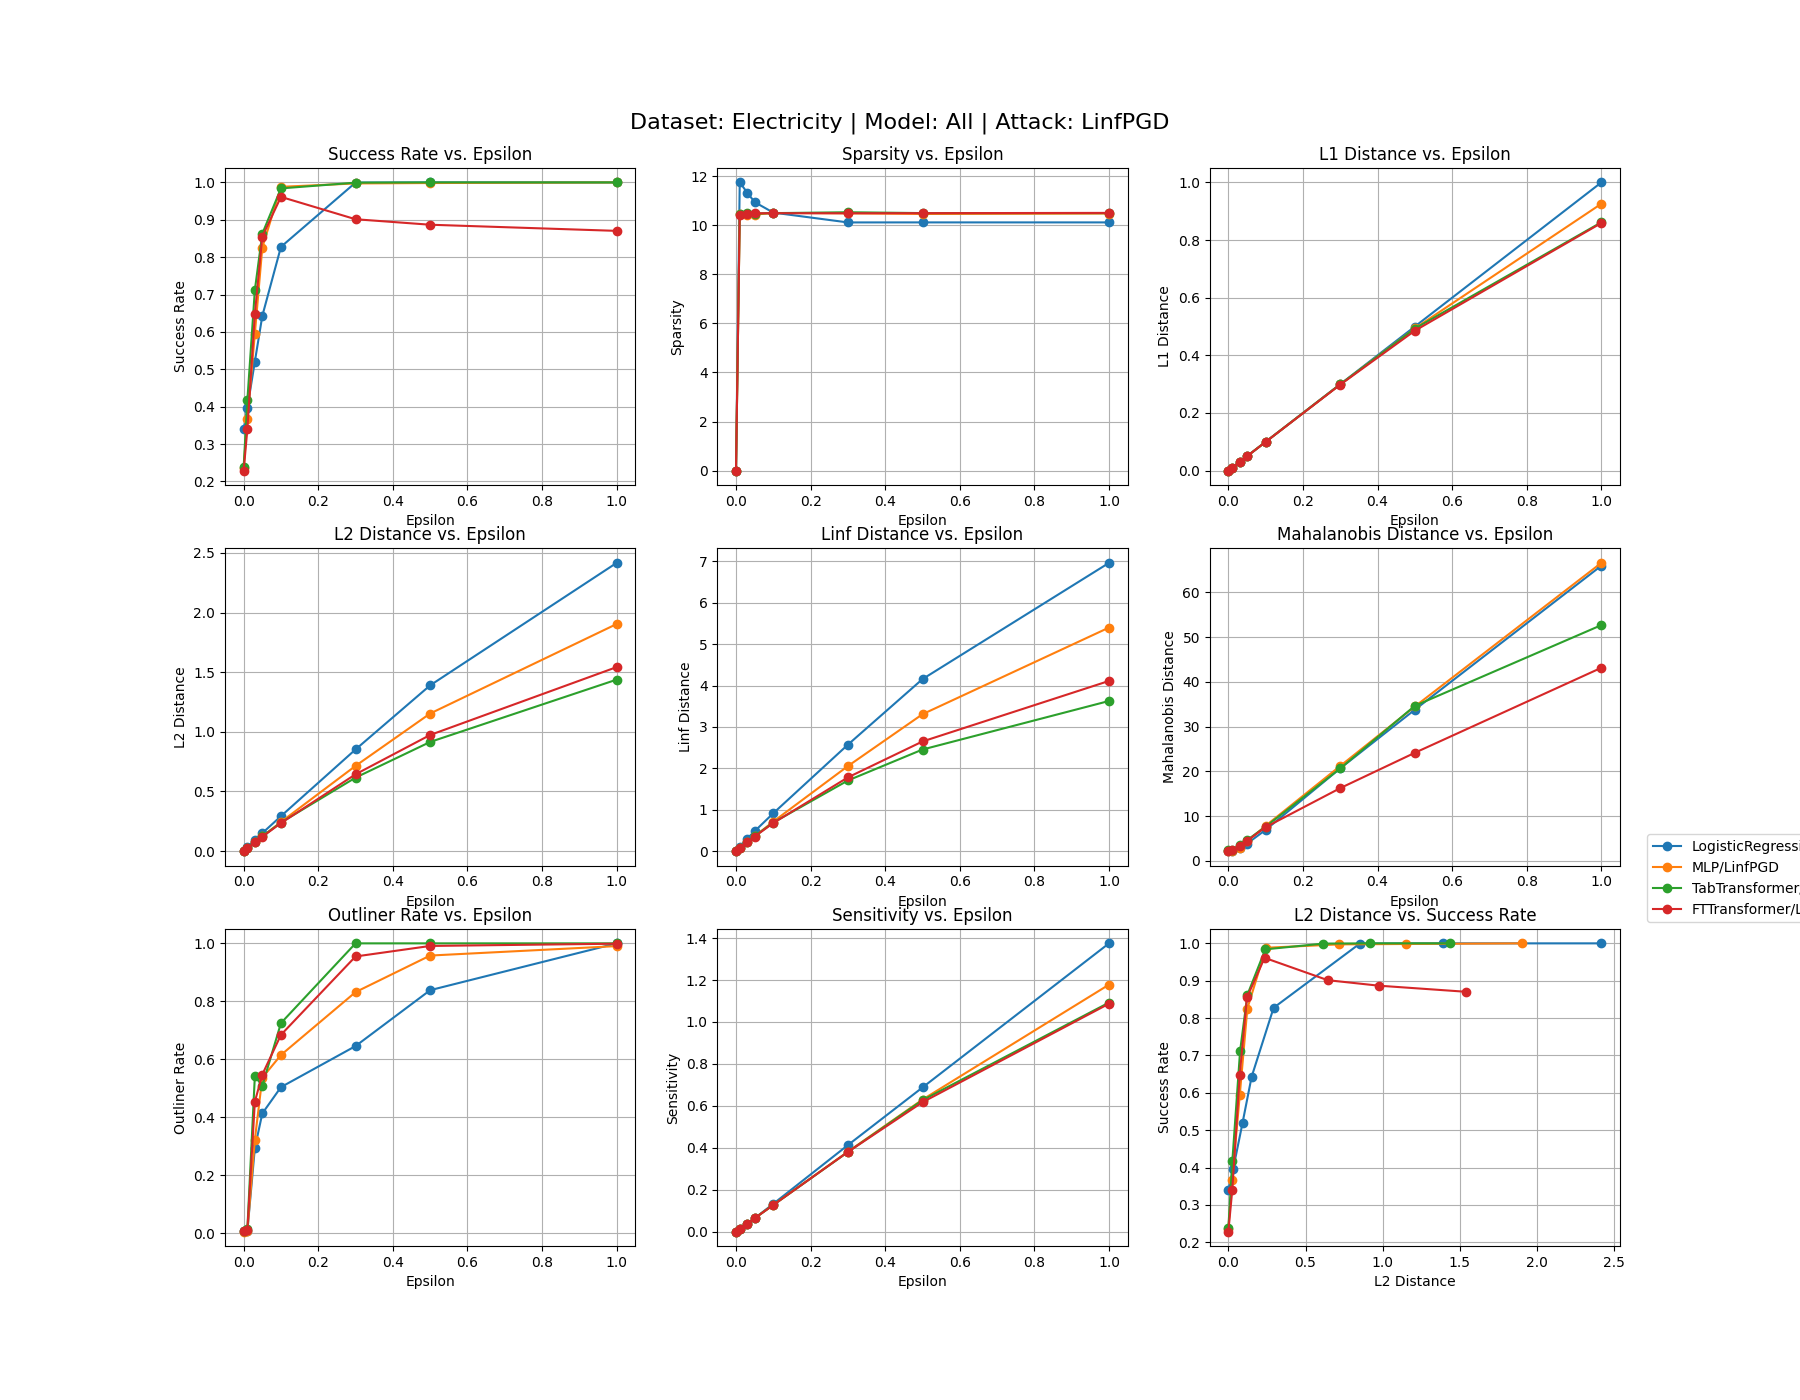 Dataset: Electricity | Model: All | Attack: LinfPGD
Success Rate vs. Epsilon
Success Rate
1.0
0.9
0.8
0.7
0.6
0.5
0.4
0.3
0.2
0.0 0.2 0.4 0.6 0.8 1.0
Epsilon
Sparsity vs. Epsilon
Sparsity
12
10
8
6
4
2
0
0.0 0.2 0.4 0.6 0.8 1.0
Epsilon
L1 Distance vs. Epsilon
L1 Distance
1.0
0.8
0.6
0.4
0.2
0.0
0.0 0.2 0.4 0.6 0.8 1.0
Epsilon
L2 Distance vs. Epsilon
L2 Distance
2.5
2.0
1.5
1.0
0.5
0.0
0.0 0.2 0.4 0.6 0.8 1.0
Epsilon
Linf Distance vs. Epsilon
Linf Distance
7
6
5
4
3
2
1
0
0.0 0.2 0.4 0.6 0.8 1.0
Epsilon
Mahalanobis Distance vs. Epsilon
Mahalanobis Distance
60
50
40
30
20
10
0
0.0 0.2 0.4 0.6 0.8 1.0
Epsilon
LogisticRegressi
MLP/LinfPGD
TabTransformer/
FTTransformer/L
Outliner Rate vs. Epsilon
Outliner Rate
1.0
0.8
0.6
0.4
0.2
0.0
0.0 0.2 0.4 0.6 0.8 1.0
Epsilon
Sensitivity vs. Epsilon
Sensitivity
1.4
1.2
1.0
0.8
0.6
0.4
0.2
0.0
0.0 0.2 0.4 0.6 0.8 1.0
Epsilon
L2 Distance vs. Success Rate
Success Rate
1.0
0.9
0.8
0.7
0.6
0.5
0.4
0.3
0.2
0.0 0.5 1.0 1.5 2.0 2.5
L2 Distance